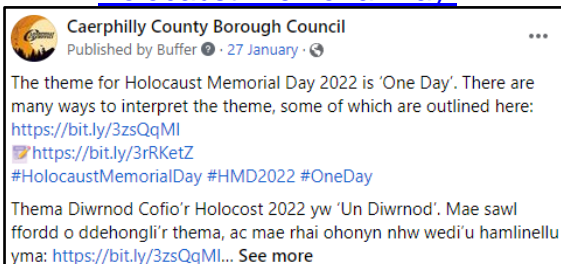 Caerphilly County Borough Council
Published by Buffer · 27 January ·
The theme for Holocaust Memorial Day 2022 is 'One Day'. There are
many ways to interpret the theme, some of which are outlined here:
https://bit.ly/3zsQqMl
📝https://bit.ly/3rRKetZ
#HolocaustMemorialDay #HMD2022 #OneDay
Thema Diwrnod Cofio'r Holocost 2022 yw 'Un Diwrnod'. Mae sawl
ffordd o ddehongli'r thema, ac mae rhai ohonyn nhw wedi'u hamlinellu
yma: https://bit.ly/3zsQqMl... See more